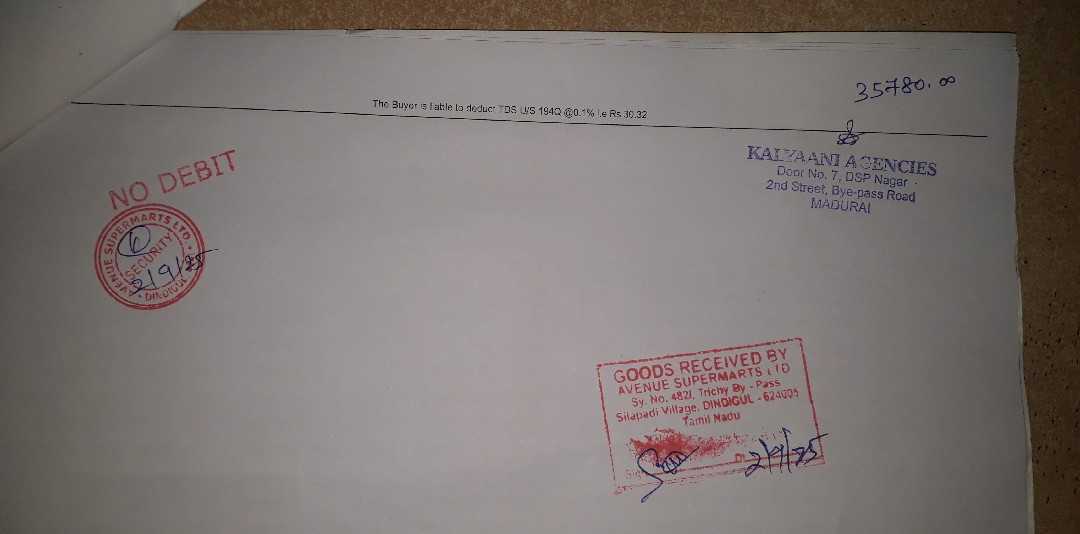 35780.00
The Buyer is liable to deduct TDS U/S 194Q @0.1% i.e Rs 30.32
KALYAANI AGENCIES
Door No. 7, DSP Nagar
2nd Street, Bye-pass Road
MADURAI
NO DEBIT
AVENUE SUPERMARTS LTD.
SECURITY
2/9/25
DINDIGUL
GOODS RECEIVED BY
AVENUE SUPERMARTS LTD
Sy. No. 482/, Trichy By - Pass
Silapadi Village, DINDIGUL - 624005
Tamil Nadu
2/9/25